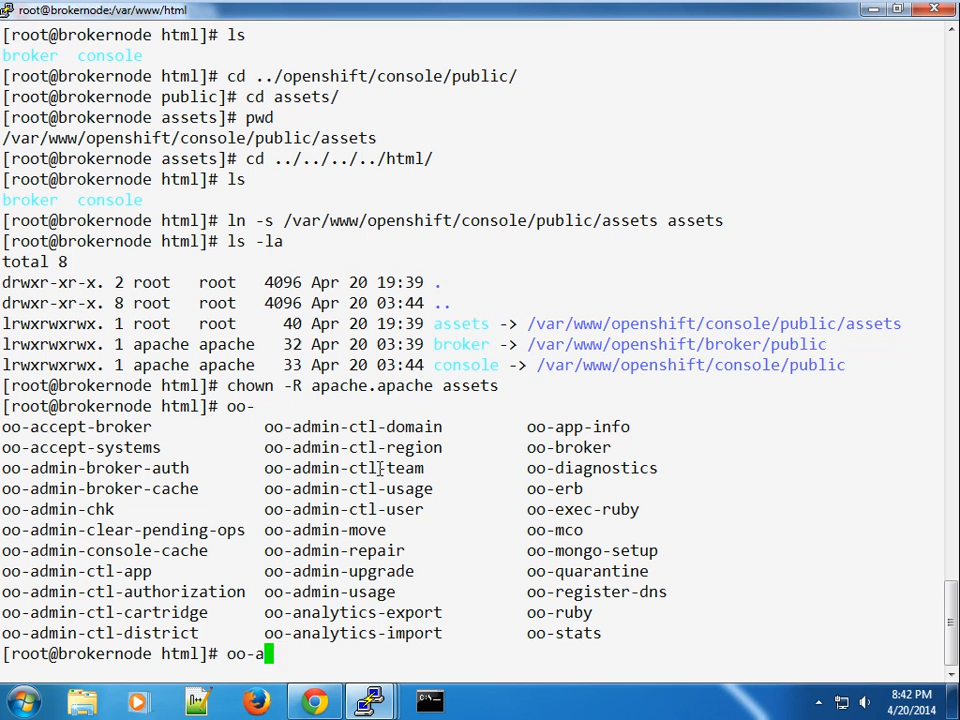 root@brokernode:/var/www/html
[root@brokernode html]# ls
broker  console
[root@brokernode html]# cd ../openshift/console/public/
[root@brokernode public]# cd assets/
[root@brokernode assets]# pwd
/var/www/openshift/console/public/assets
[root@brokernode assets]# cd ../../../../html/
[root@brokernode html]# ls
broker  console
[root@brokernode html]# ln -s /var/www/openshift/console/public/assets assets
[root@brokernode html]# ls -la
total 8
drwxr-xr-x. 2 root   root   4096 Apr 20 19:39 .
drwxr-xr-x. 8 root   root   4096 Apr 20 03:44 ..
lrwxrwxrwx. 1 root   root     40 Apr 20 19:39 assets -> /var/www/openshift/console/public/assets
lrwxrwxrwx. 1 apache apache   32 Apr 20 03:39 broker -> /var/www/openshift/broker/public
lrwxrwxrwx. 1 apache apache   33 Apr 20 03:44 console -> /var/www/openshift/console/public
[root@brokernode html]# chown -R apache.apache assets
[root@brokernode html]# oo-
oo-accept-broker            oo-admin-ctl-domain         oo-app-info
oo-accept-systems           oo-admin-ctl-region         oo-broker
oo-admin-broker-auth        oo-admin-ctl-team           oo-diagnostics
oo-admin-broker-cache       oo-admin-ctl-usage          oo-erb
oo-admin-chk                oo-admin-ctl-user           oo-exec-ruby
oo-admin-clear-pending-ops  oo-admin-move               oo-mco
oo-admin-console-cache      oo-admin-repair             oo-mongo-setup
oo-admin-ctl-app            oo-admin-upgrade            oo-quarantine
oo-admin-ctl-authorization  oo-admin-usage              oo-register-dns
oo-admin-ctl-cartridge      oo-analytics-export         oo-ruby
oo-admin-ctl-district       oo-analytics-import         oo-stats
[root@brokernode html]# oo-a
8:42 PM
4/20/2014